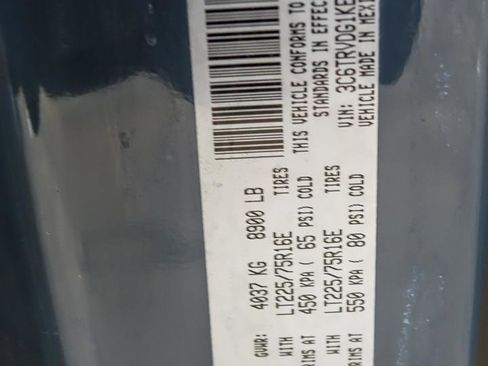 THIS VEHICLE CONFORMS TO
STANDARDS IN EFFEC
VIN: 3C6TRVDG1KE
VEHICLE MADE IN MEXI
GVWR: 4037 KG 8900 LB
WITH LT225/75R16E TIRES
RIMS AT 450 KPA ( 65 PSI) COLD
WITH LT225/75R16E TIRES
RIMS AT 550 KPA ( 80 PSI) COLD